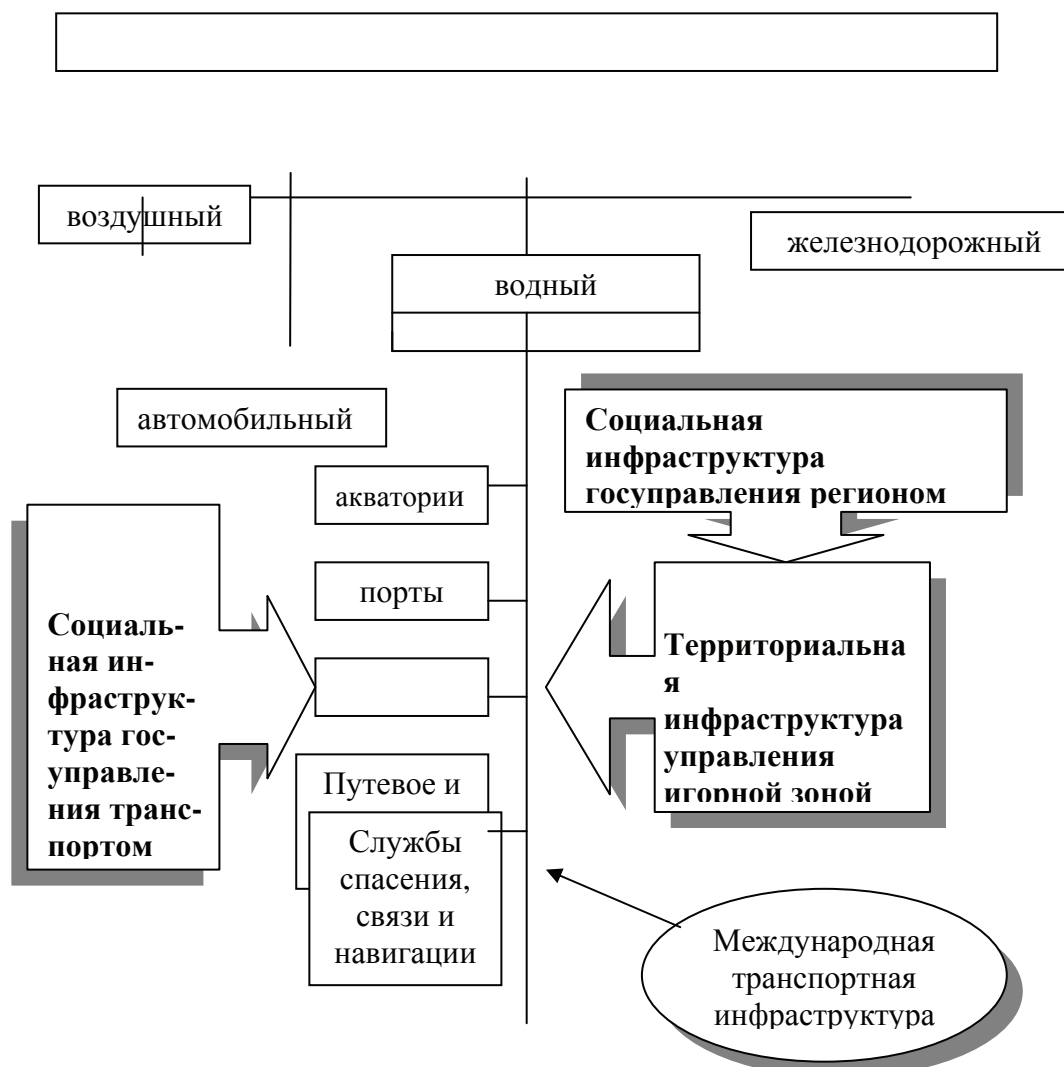 воздушный
железнодорожный
водный
автомобильный
Социальная
инфраструктура
госуправления регионом
акватории
порты
Социаль-
ная ин-
фраструк-
тура гос-
управле-
ния транс-
портом
Территориальна
я
инфраструктура
управления
игорной зоной
Путевое и
Службы
спасения,
связи и
навигации
Международная
транспортная
инфраструктура